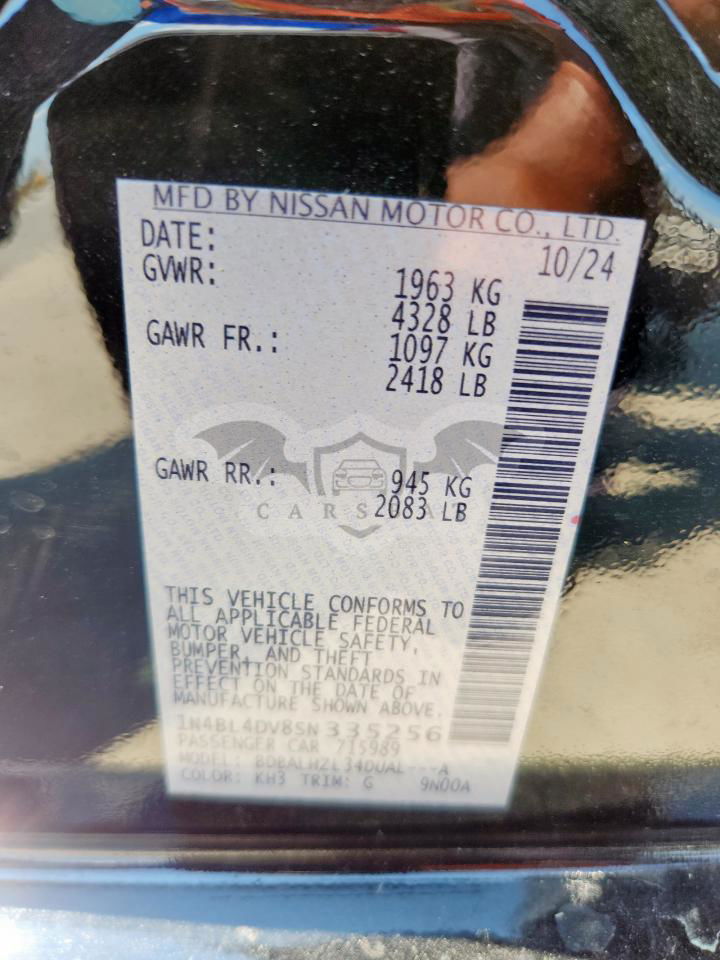 MFD BY NISSAN MOTOR CO., LTD.
DATE: 10/24
GVWR: 1963 KG
4328 LB
GAWR FR.: 1097 KG
2418 LB
GAWR RR.: 945 KG
2083 LB
CARS
THIS VEHICLE CONFORMS TO
ALL APPLICABLE FEDERAL
MOTOR VEHICLE SAFETY,
BUMPER, AND THEFT
PREVENTION STANDARDS IN
EFFECT ON THE DATE OF
MANUFACTURE SHOWN ABOVE.
1N4BL4DV8SN335256
PASSENGER CAR 715989
MODEL: BDBALHZL34DUAL---A
COLOR: KH3 TRIM: G 9N00A